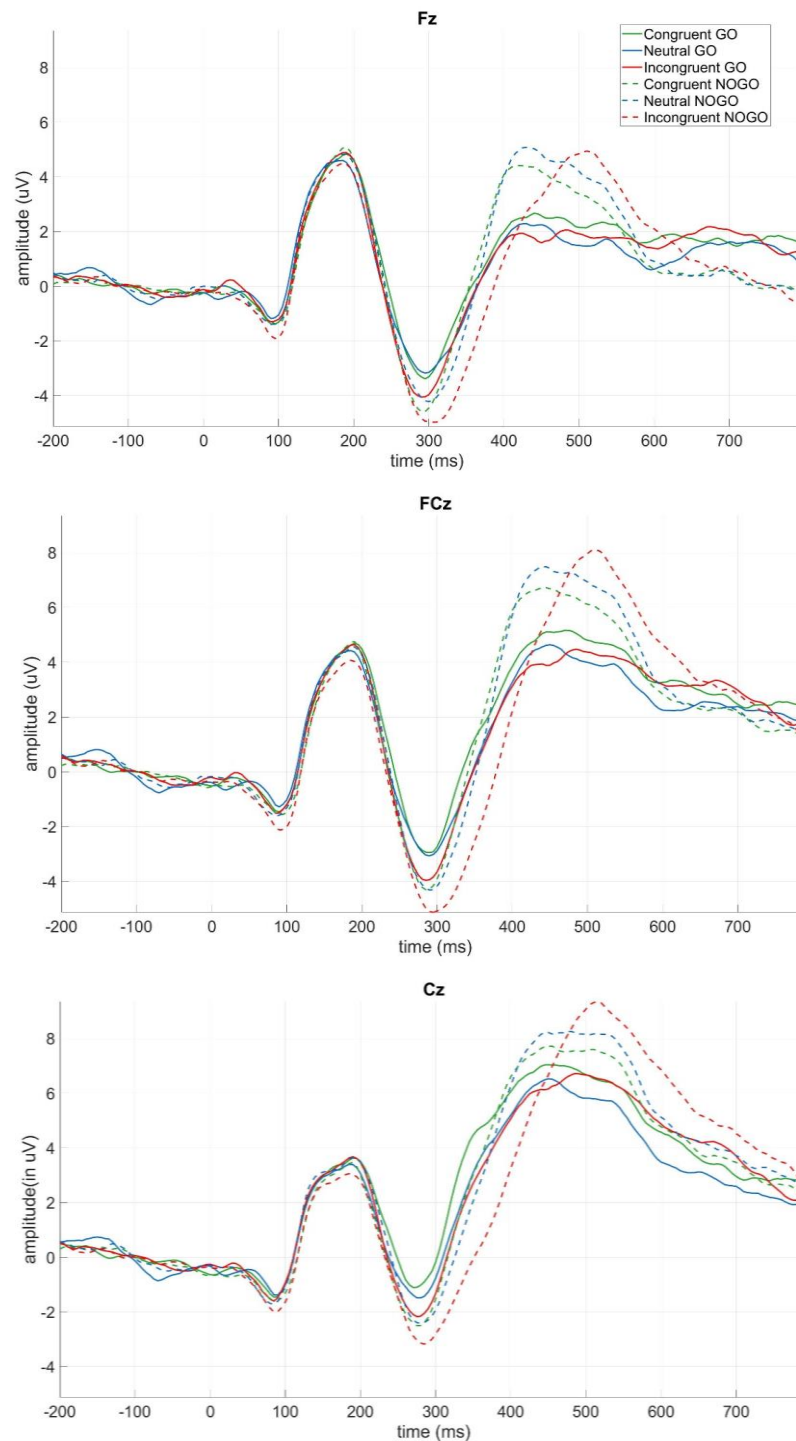 Fz
Congruent GO
Neutral GO
Incongruent GO
Congruent NOGO
Neutral NOGO
Incongruent NOGO
8
6
4
2
0
-2
-4
amplitude (uV)
-200 -100 0 100 200 300 400 500 600 700
time (ms)
FCz
8
6
4
2
0
-2
-4
amplitude (uV)
-200 -100 0 100 200 300 400 500 600 700
time (ms)
Cz
8
6
4
2
0
-2
-4
amplitude(in uV)
-200 -100 0 100 200 300 400 500 600 700
time (ms)